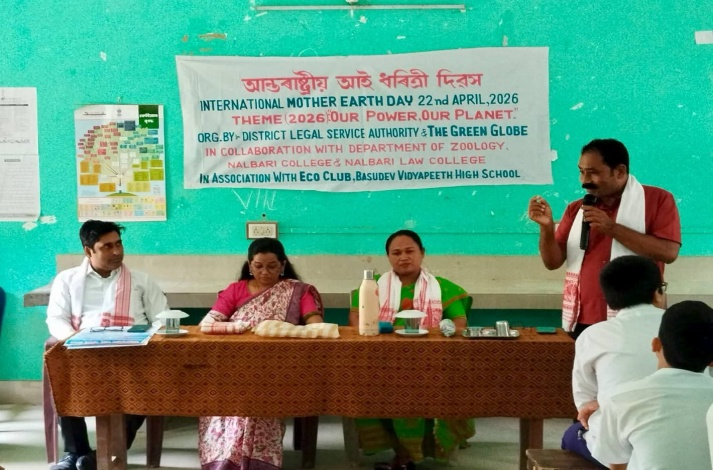 আন্তৰাষ্ট্ৰীয় আই ধৰিত্ৰী দিৱস
INTERNATIONAL MOTHER EARTH DAY 22nd APRIL, 2026
THEME (2026):"OUR POWER, OUR PLANET."
ORG. BY:- DISTRICT LEGAL SERVICE AUTHORITY & THE GREEN GLOBE
IN COLLABORATION WITH DEPARTMENT OF ZOOLOGY,
NALBARI COLLEGE & NALBARI LAW COLLEGE
IN ASSOCIATION WITH ECO CLUB, BASUDEV VIDYAPEETH HIGH SCHOOL
VIII